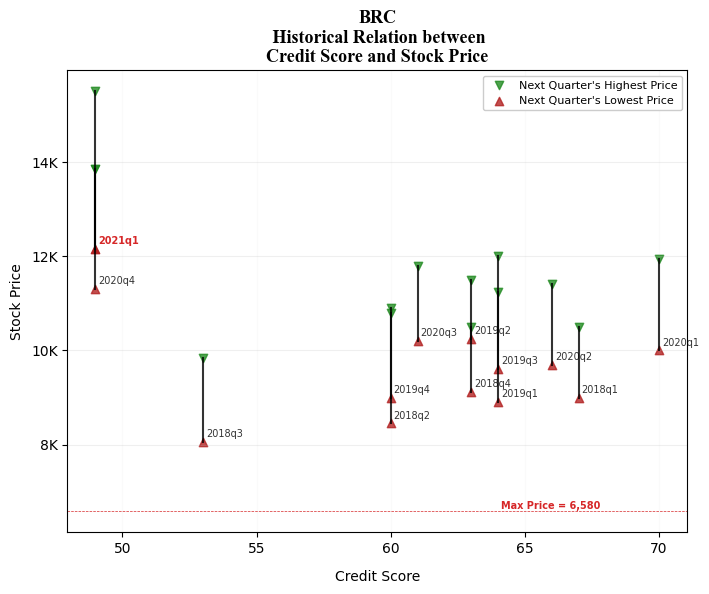 BRC
Historical Relation between
Credit Score and Stock Price
Next Quarter's Highest Price
Next Quarter's Lowest Price
14K
12K
10K
8K
Stock Price
2021q1
2020q4
2018q3
2019q4
2018q2
2020q3
2019q2
2018q4
2019q3
2019q1
2020q2
2018q1
2020q1
Max Price = 6,580
50
55
60
65
70
Credit Score